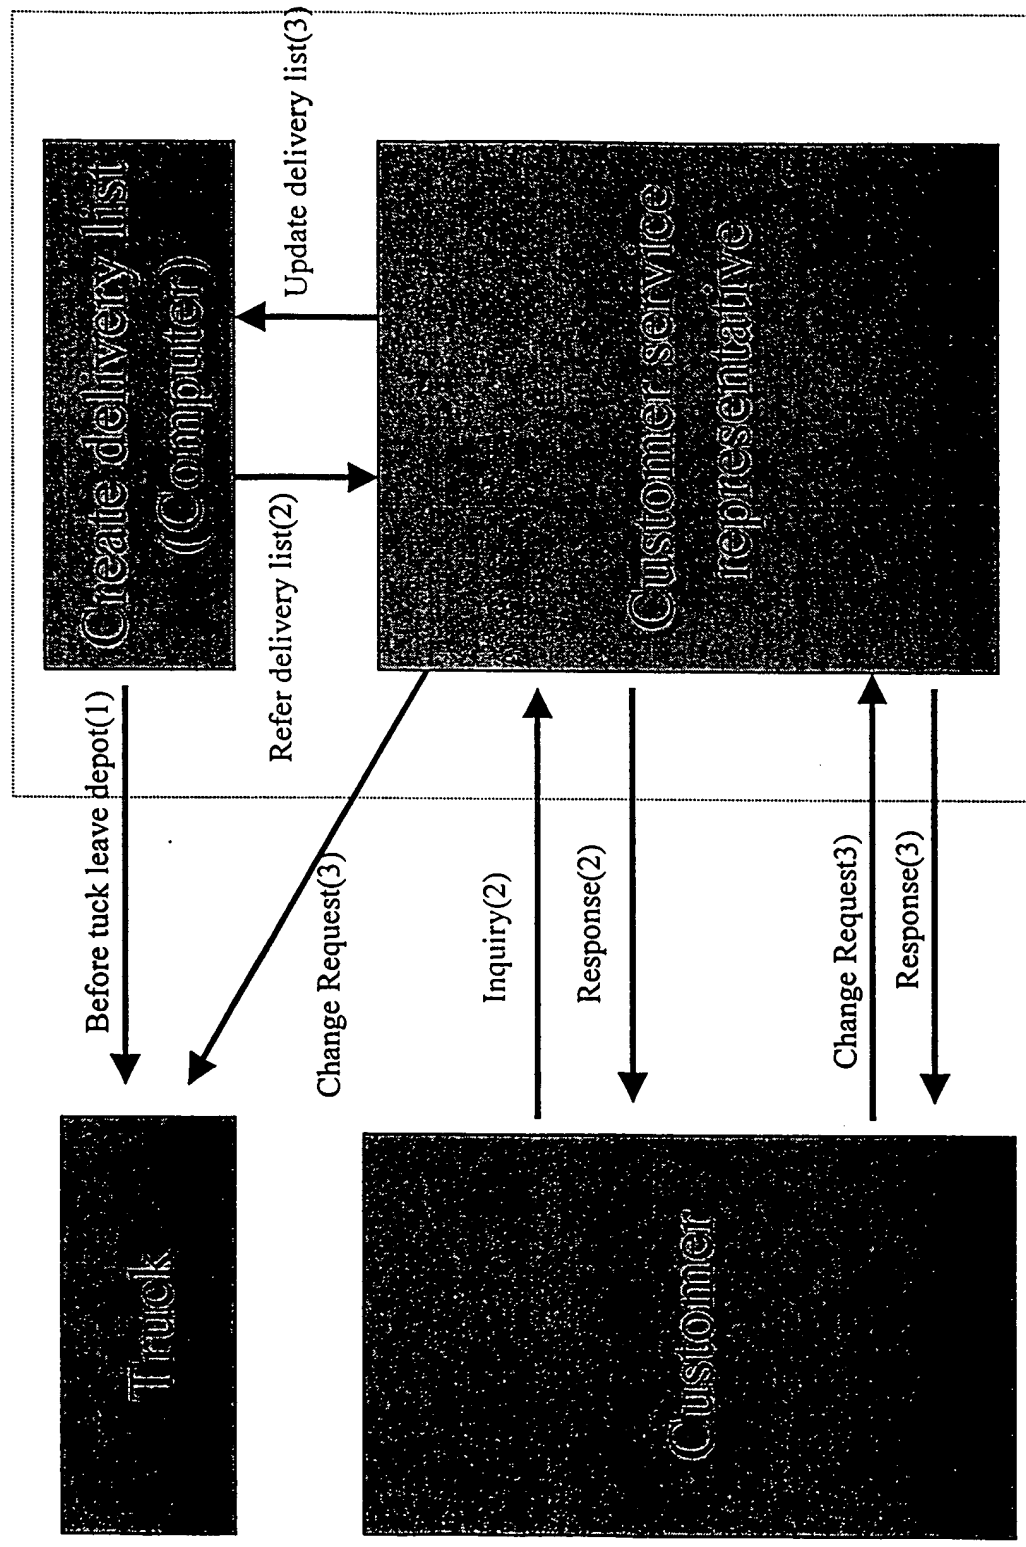 Truck
Before tuck leave depot(1)
Create delivery list
(Computer)
Change Request(3)
Refer delivery list(2)
Update delivery list(3)
Customer
Inquiry(2)
Response(2)
Change Request3)
Response(3)
Customer service
representative